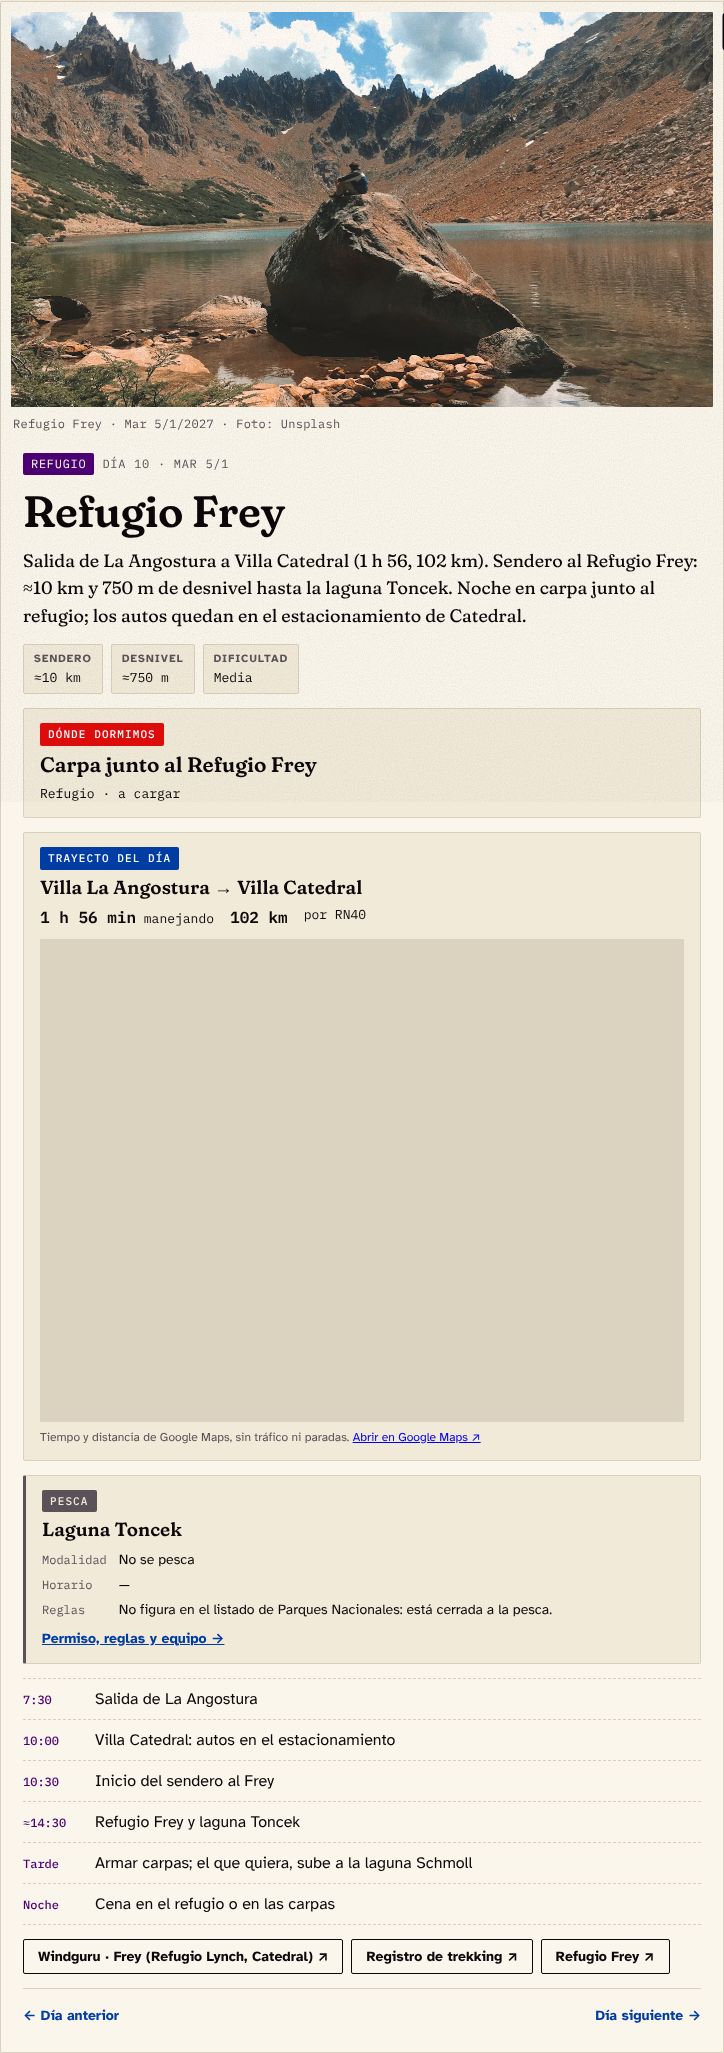 Refugio Frey · Mar 5/1/2027 · Foto: Unsplash
REFUGIO DÍA 10 · MAR 5/1
Refugio Frey
Salida de La Angostura a Villa Catedral (1 h 56, 102 km). Sendero al Refugio Frey:
≈10 km y 750 m de desnivel hasta la laguna Toncek. Noche en carpa junto al
refugio; los autos quedan en el estacionamiento de Catedral.
SENDERO DESNIVEL DIFICULTAD
≈10 km ≈750 m Media
DÓNDE DORMIMOS
Carpa junto al Refugio Frey
Refugio · a cargar
TRAYECTO DEL DÍA
Villa La Angostura → Villa Catedral
1 h 56 min manejando 102 km por RN40
Tiempo y distancia de Google Maps, sin tráfico ni paradas. Abrir en Google Maps ↗
PESCA
Laguna Toncek
Modalidad No se pesca
Horario —
Reglas No figura en el listado de Parques Nacionales: está cerrada a la pesca.
Permiso, reglas y equipo →
7:30 Salida de La Angostura
10:00 Villa Catedral: autos en el estacionamiento
10:30 Inicio del sendero al Frey
≈14:30 Refugio Frey y laguna Toncek
Tarde Armar carpas; el que quiera, sube a la laguna Schmoll
Noche Cena en el refugio o en las carpas
Windguru · Frey (Refugio Lynch, Catedral) ↗ Registro de trekking ↗ Refugio Frey ↗
← Día anterior Día siguiente →